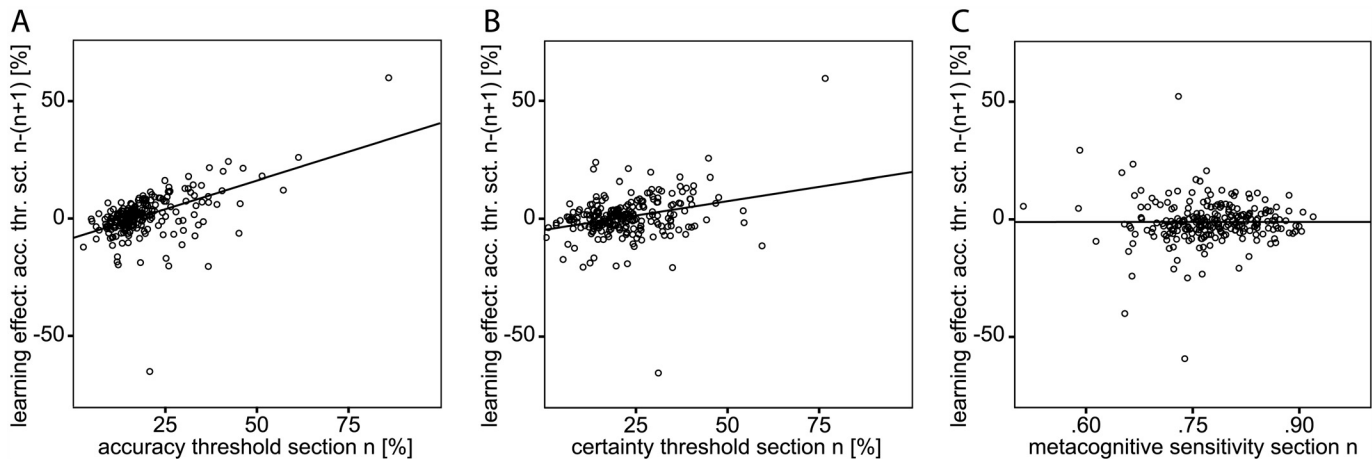 A
learning effect: acc. thr. sct. n-(n+1) [%]
50
0
-50
25
50
75
accuracy threshold section n [%]
B
learning effect: acc. thr. sct. n-(n+1) [%]
50
0
-50
25
50
75
certainty threshold section n [%]
C
learning effect: acc. thr. sct. n-(n+1) [%]
50
0
-50
.60
.75
.90
metacognitive sensitivity section n